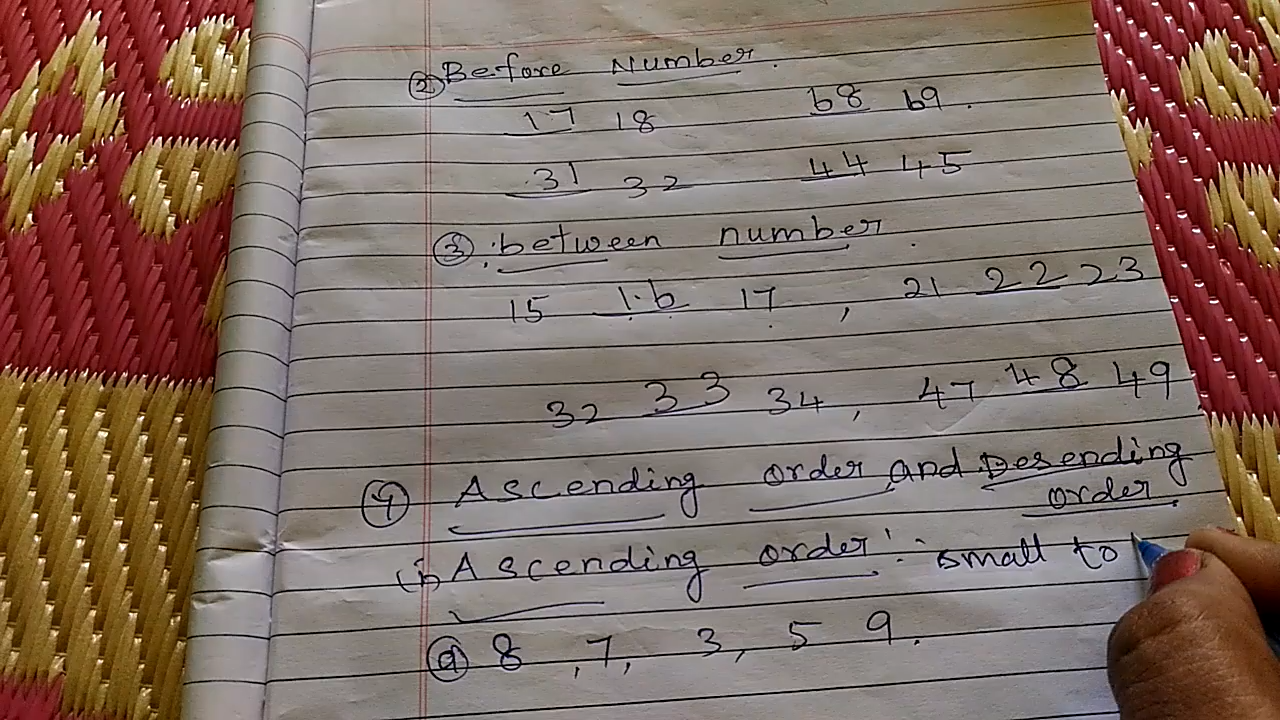 ② Before Number.
17 18 68 69.
31 32 44 45
③ between number.
15 16 17, 21 22 23
32 33 34, 47 48 49
④ Ascending order and Desending
order
(i) Ascending order:- small to
ⓐ 8, 7, 3, 5 9.